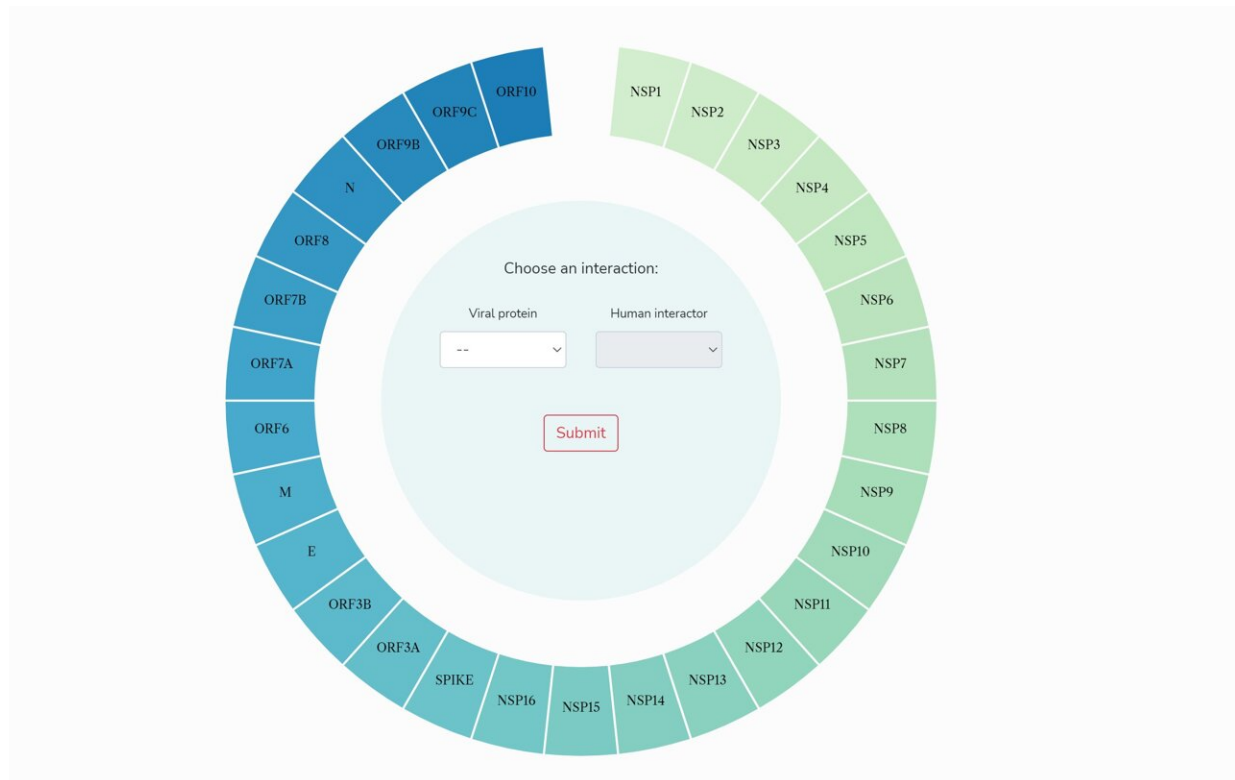 NSP1
NSP2
NSP3
NSP4
NSP5
NSP6
NSP7
NSP8
NSP9
NSP10
NSP11
NSP12
NSP13
NSP14
NSP15
NSP16
SPIKE
ORF3A
ORF3B
E
M
ORF6
ORF7A
ORF7B
ORF8
N
ORF9B
ORF9C
ORF10
Choose an interaction:
Viral protein
Human interactor
--
Submit